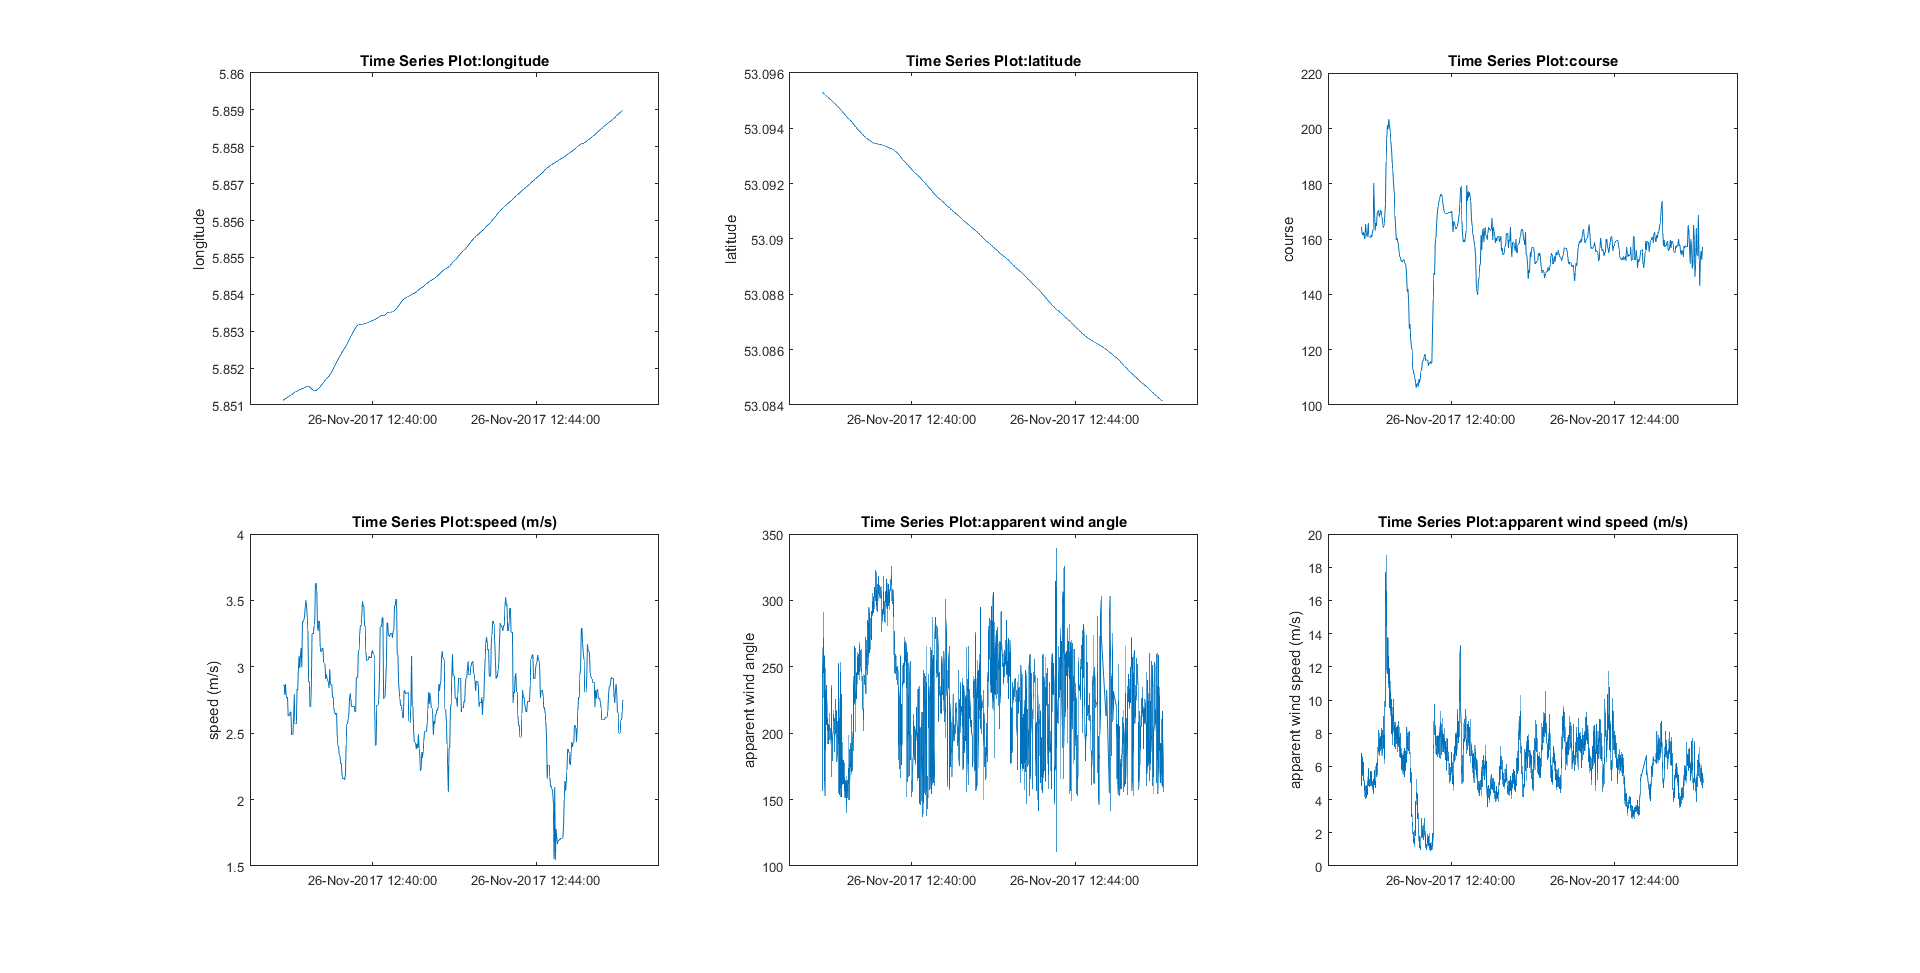 Time Series Plot:longitude
5.86
5.859
5.858
5.857
5.856
5.855
5.854
5.853
5.852
5.851
longitude
26-Nov-2017 12:40:00
26-Nov-2017 12:44:00
Time Series Plot:latitude
53.096
53.094
53.092
53.09
53.088
53.086
53.084
latitude
26-Nov-2017 12:40:00
26-Nov-2017 12:44:00
Time Series Plot:course
220
200
180
160
140
120
100
course
26-Nov-2017 12:40:00
26-Nov-2017 12:44:00
Time Series Plot:speed (m/s)
4
3.5
3
2.5
2
1.5
speed (m/s)
26-Nov-2017 12:40:00
26-Nov-2017 12:44:00
Time Series Plot:apparent wind angle
350
300
250
200
150
100
apparent wind angle
26-Nov-2017 12:40:00
26-Nov-2017 12:44:00
Time Series Plot:apparent wind speed (m/s)
20
18
16
14
12
10
8
6
4
2
0
apparent wind speed (m/s)
26-Nov-2017 12:40:00
26-Nov-2017 12:44:00